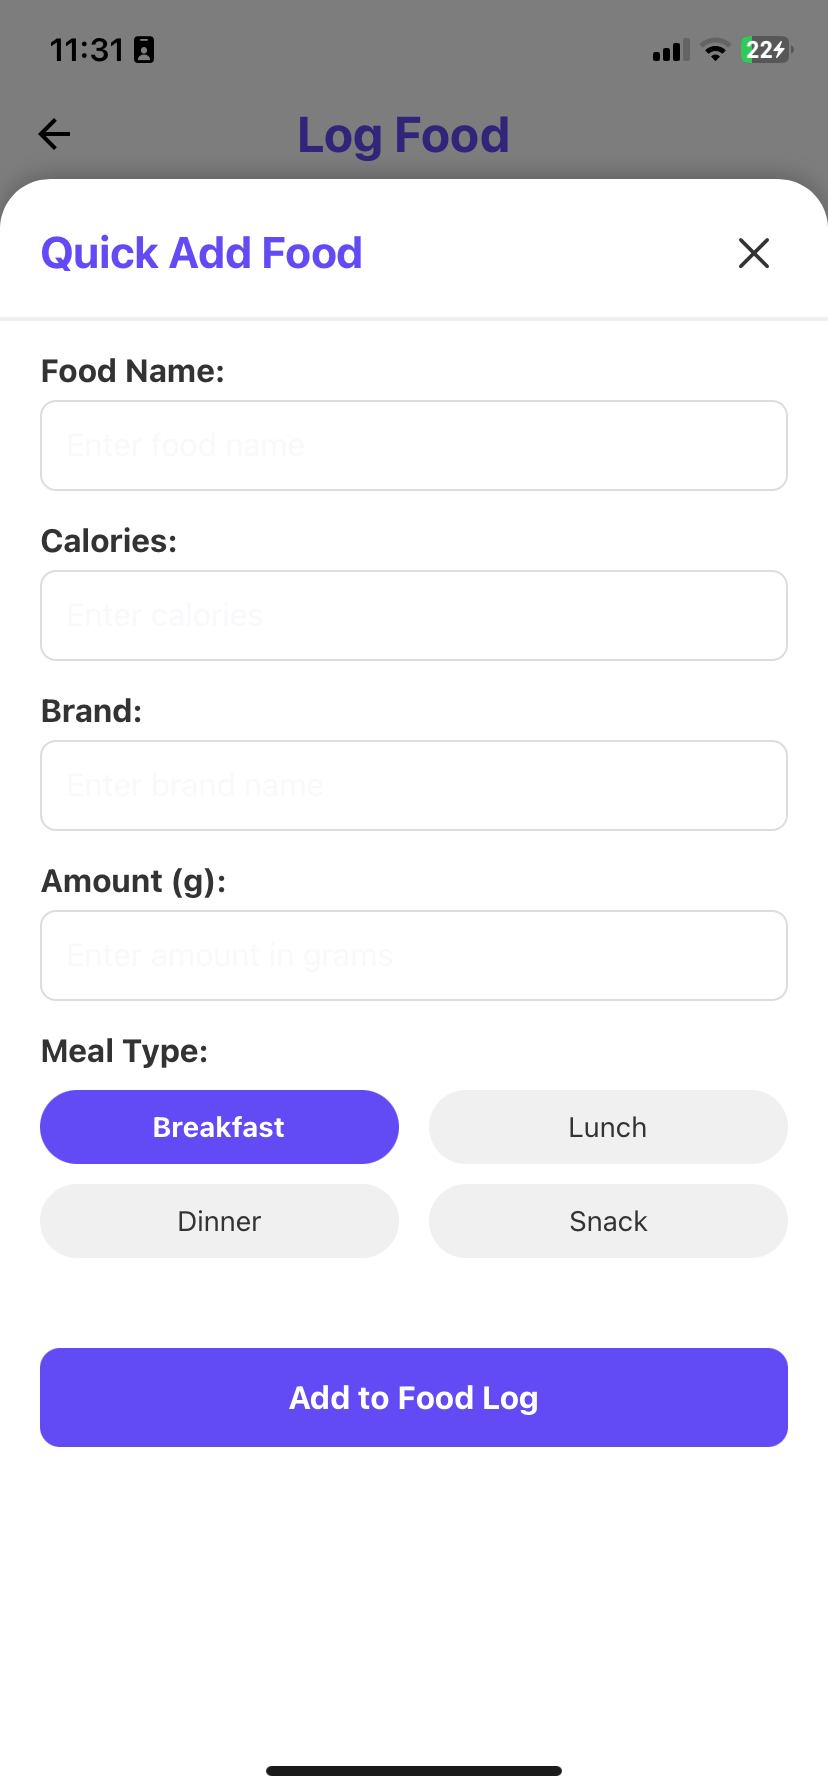 11:31
22
Log Food
Quick Add Food
Food Name:
Enter food name
Calories:
Enter calories
Brand:
Enter brand name
Amount (g):
Enter amount in grams
Meal Type:
Breakfast
Lunch
Dinner
Snack
Add to Food Log